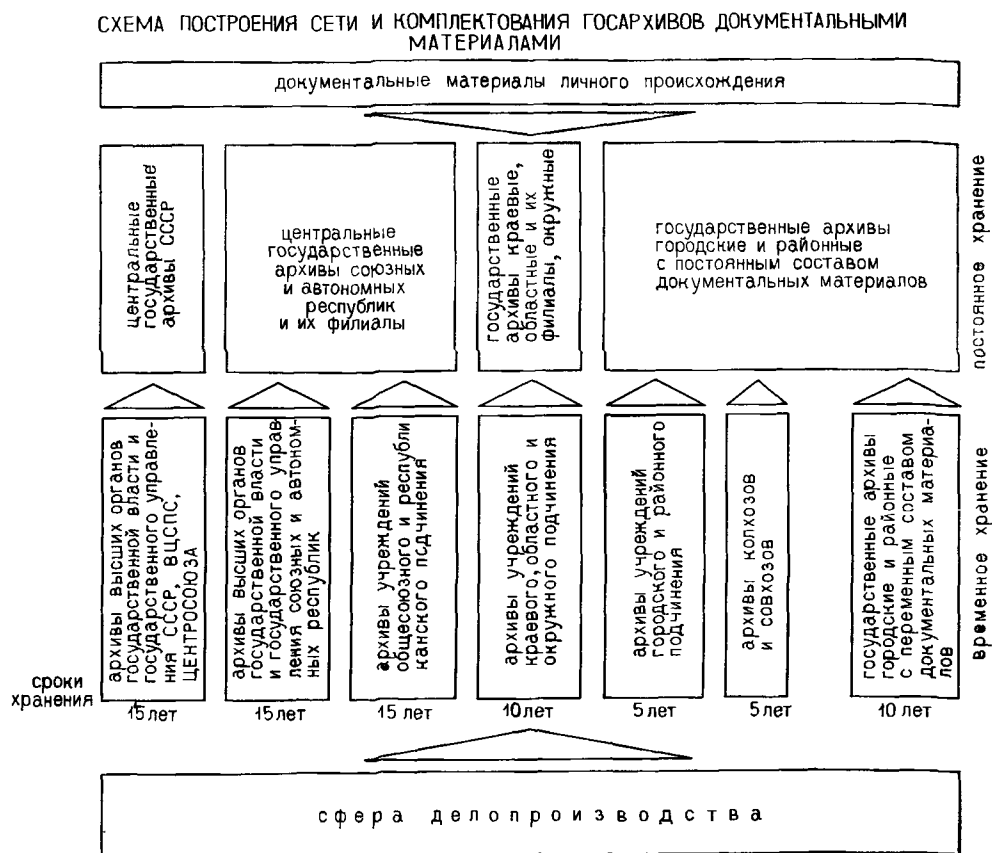 СХЕМА ПОСТРОЕНИЯ СЕТИ И КОМПЛЕКТОВАНИЯ ГОСАРХИВОВ ДОКУМЕНТАЛЬНЫМИ
МАТЕРИАЛАМИ
документальные материалы личного происхождения
центральные
государственные
архивы СССР
центральные
государственные
архивы союзных
и автономных
республик
и их филиалы
государственные
архивы краевые,
областные и их
филиалы, окружные
государственные архивы
городские и районные
с постоянным составом
документальных материалов
постоянное хранение
архивы высших органов
государственной власти и
государственного управле-
ния СССР, ВЦСПС,
ЦЕНТРОСОЮЗА
архивы высших органов
государственной власти
и государственного управ
ления союзных и автоном-
ных республик
архивы учреждений
общесоюзного и республи
канского подчинения
архивы учреждений
краевого, областного и
окружного подчинения
архивы учреждений
городского и районного
подчинения
архивы колхозов
и совхозов
государственные архивы
городские и районные
с переменным составом
документальных материа-
лов
временное хранение
сроки
хранения
15 лет
15 лет
15 лет
10 лет
5 лет
5 лет
10 лет
сфера делопроизводства